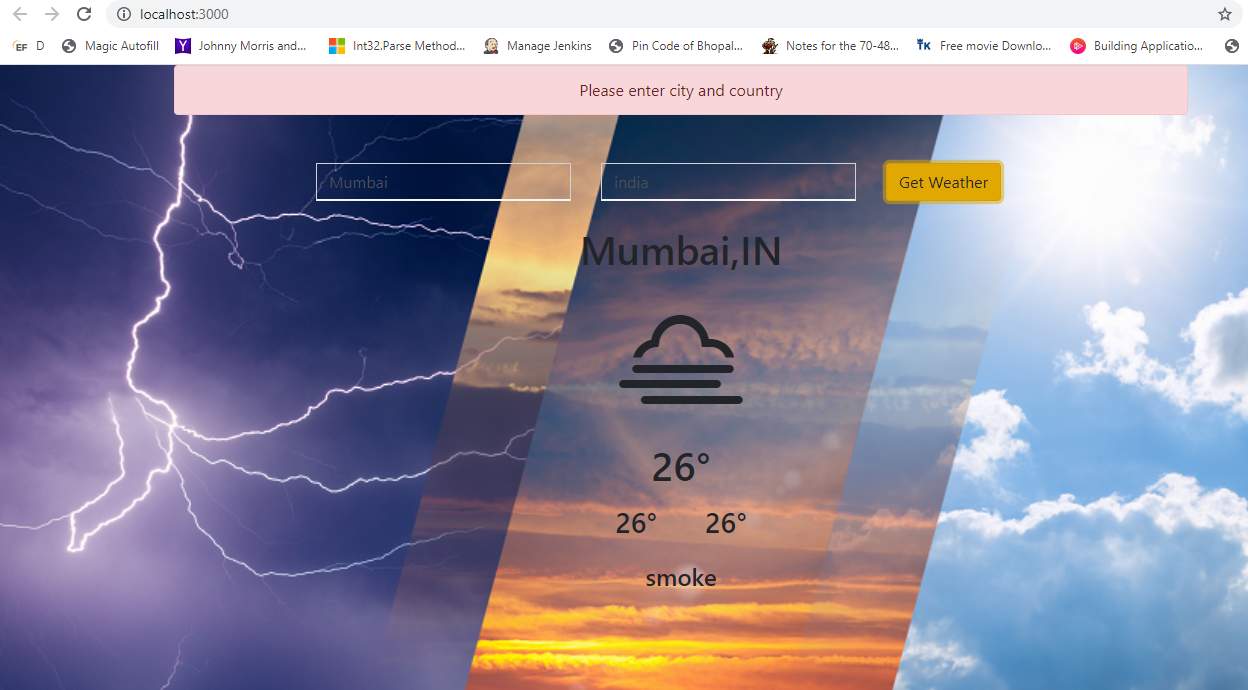 localhost:3000
EF D Magic Autofill Y Johnny Morris and... Int32.Parse Method... Manage Jenkins Pin Code of Bhopal,... Notes for the 70-48... TK Free movie Downlo... Building Applicatio...
Please enter city and country
Mumbai india Get Weather
Mumbai,IN
26°
26° 26°
smoke